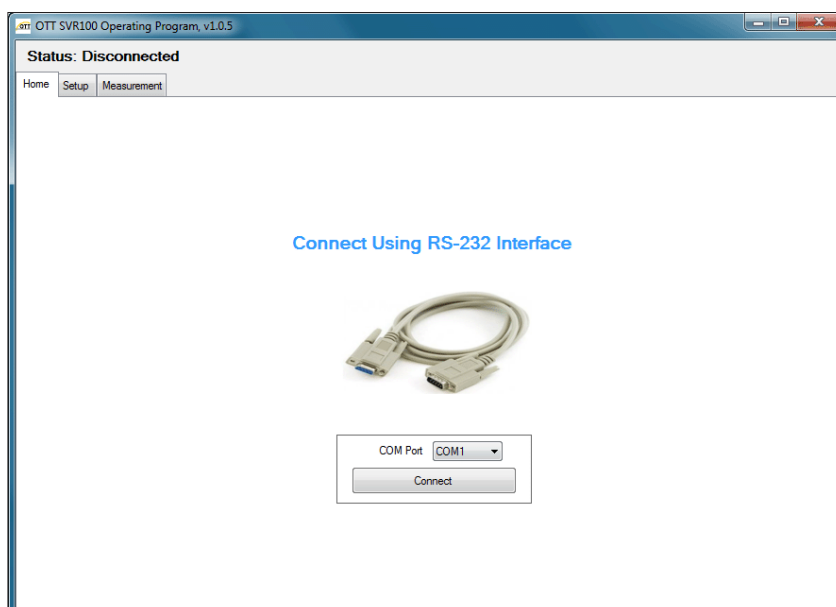 OTT OTT SVR100 Operating Program, v1.0.5
Status: Disconnected
Home Setup Measurement
Connect Using RS-232 Interface
COM Port COM1
Connect